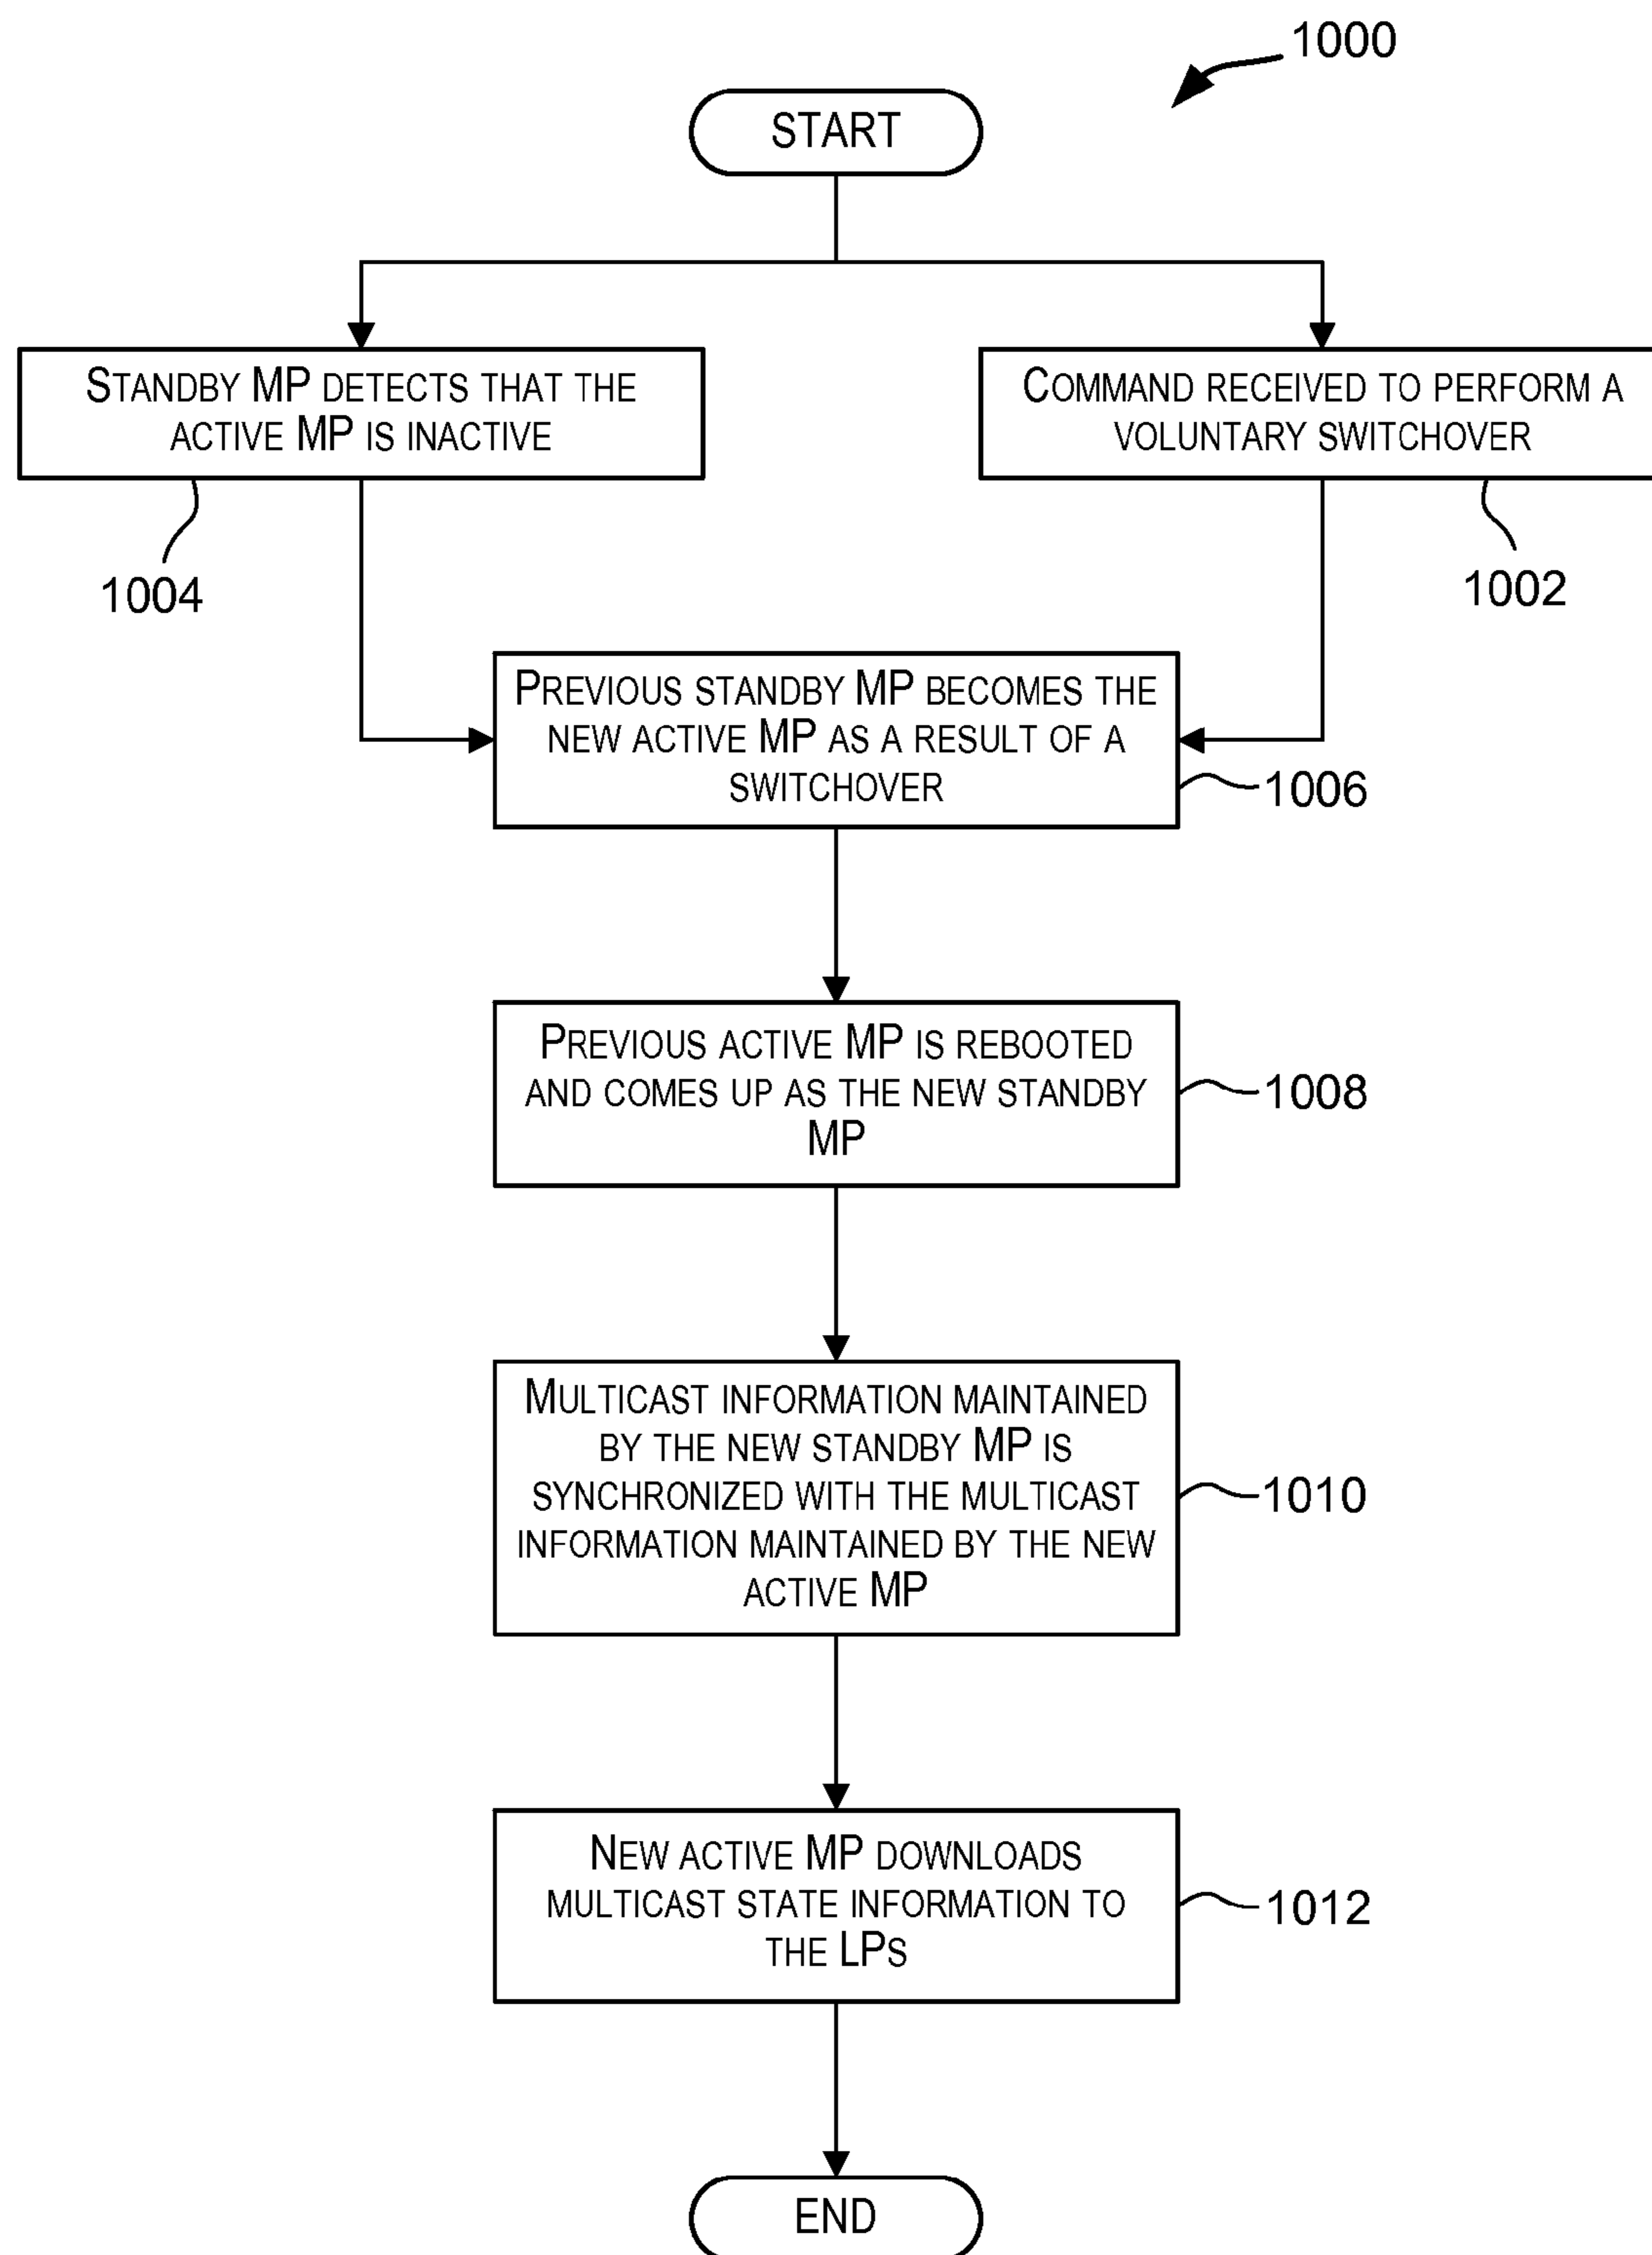 1000
START
STANDBY MP DETECTS THAT THE
ACTIVE MP IS INACTIVE
COMMAND RECEIVED TO PERFORM A
VOLUNTARY SWITCHOVER
1004
1002
PREVIOUS STANDBY MP BECOMES THE
NEW ACTIVE MP AS A RESULT OF A
SWITCHOVER
1006
PREVIOUS ACTIVE MP IS REBOOTED
AND COMES UP AS THE NEW STANDBY
MP
1008
MULTICAST INFORMATION MAINTAINED
BY THE NEW STANDBY MP IS
SYNCHRONIZED WITH THE MULTICAST
INFORMATION MAINTAINED BY THE NEW
ACTIVE MP
1010
NEW ACTIVE MP DOWNLOADS
MULTICAST STATE INFORMATION TO
THE LPS
1012
END